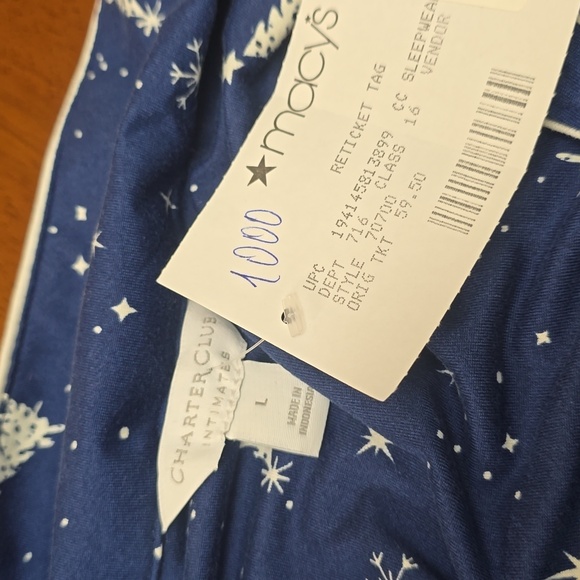 ★macy's
1000
RETICKET TAG
UPC 194145813899 CC SLEEPWEA
DEPT 716 CLASS 16 VENDOR
STYLE 70700
ORIG TKT 59.50
CHARTER CLUB
INTIMATES
L
MADE IN
INDONESIA